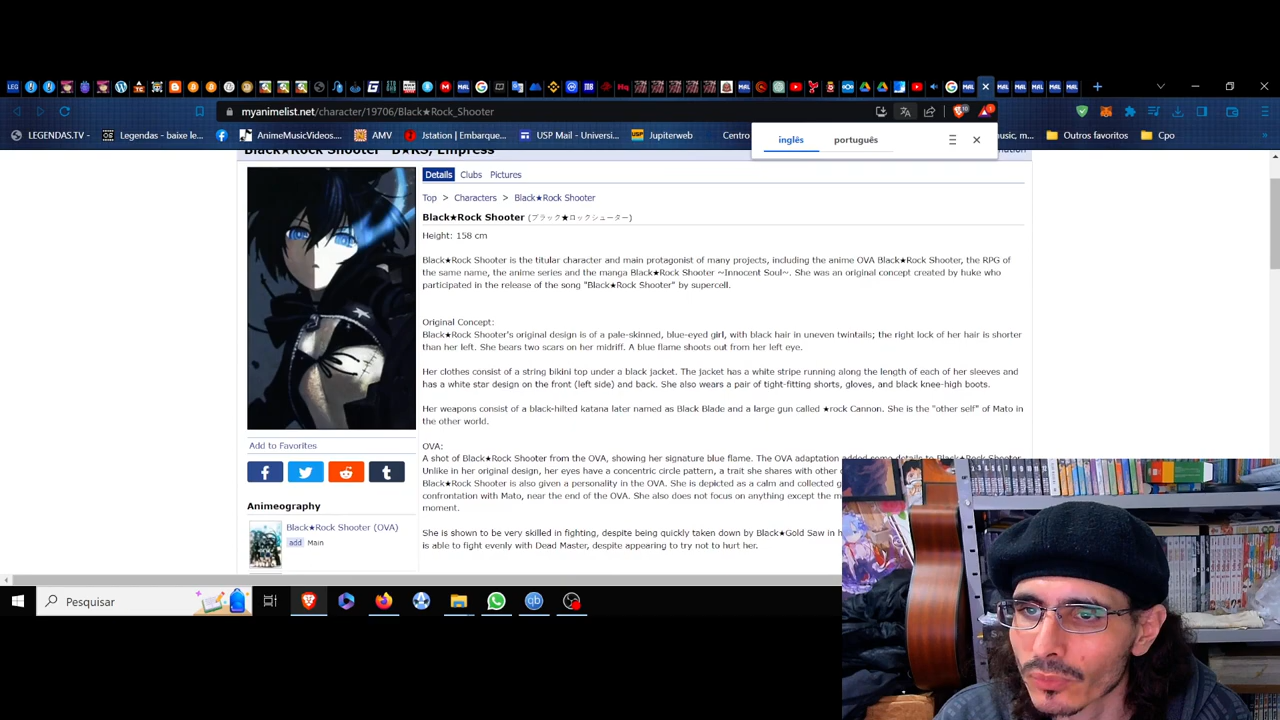 myanimelist.net/character/19706/Black★Rock_Shooter
LEGENDAS.TV -
Legendas - baixe le...
AnimeMusicVideos....
AMV
Jstation | Embarque...
USP Mail - Universi...
Jupiterweb
Centro
music, m...
Outros favoritos
Cpo
inglês
português
Black★Rock Shooter "B★RS, Empress"
Details
Clubs
Pictures
Top > Characters > Black★Rock Shooter
Black★Rock Shooter (ブラック★ロックシューター)
Height: 158 cm
Black★Rock Shooter is the titular character and main protagonist of many projects, including the anime OVA Black★Rock Shooter, the RPG of
the same name, the anime series and the manga Black★Rock Shooter ~Innocent Soul~. She was an original concept created by huke who
participated in the release of the song "Black★Rock Shooter" by supercell.
Original Concept:
Black★Rock Shooter's original design is of a pale-skinned, blue-eyed girl, with black hair in uneven twintails; the right lock of her hair is shorter
than her left. She bears two scars on her midriff. A blue flame shoots out from her left eye.
Her clothes consist of a string bikini top under a black jacket. The jacket has a white stripe running along the length of each of her sleeves and
has a white star design on the front (left side) and back. She also wears a pair of tight-fitting shorts, gloves, and black knee-high boots.
Her weapons consist of a black-hilted katana later named as Black Blade and a large gun called ★rock Cannon. She is the "other self" of Mato in
the other world.
OVA:
A shot of Black★Rock Shooter from the OVA, showing her signature blue flame. The OVA adaptation added some details to Black★Rock Shooter.
Unlike in her original design, her eyes have a concentric circle pattern, a trait she shares with other
Black★Rock Shooter is also given a personality in the OVA. She is depicted as a calm and collected g
confrontation with Mato, near the end of the OVA. She also does not focus on anything except the m
moment.
She is shown to be very skilled in fighting, despite being quickly taken down by Black★Gold Saw in h
is able to fight evenly with Dead Master, despite appearing to try not to hurt her.
Add to Favorites
Animeography
Black★Rock Shooter (OVA)
add Main
Pesquisar